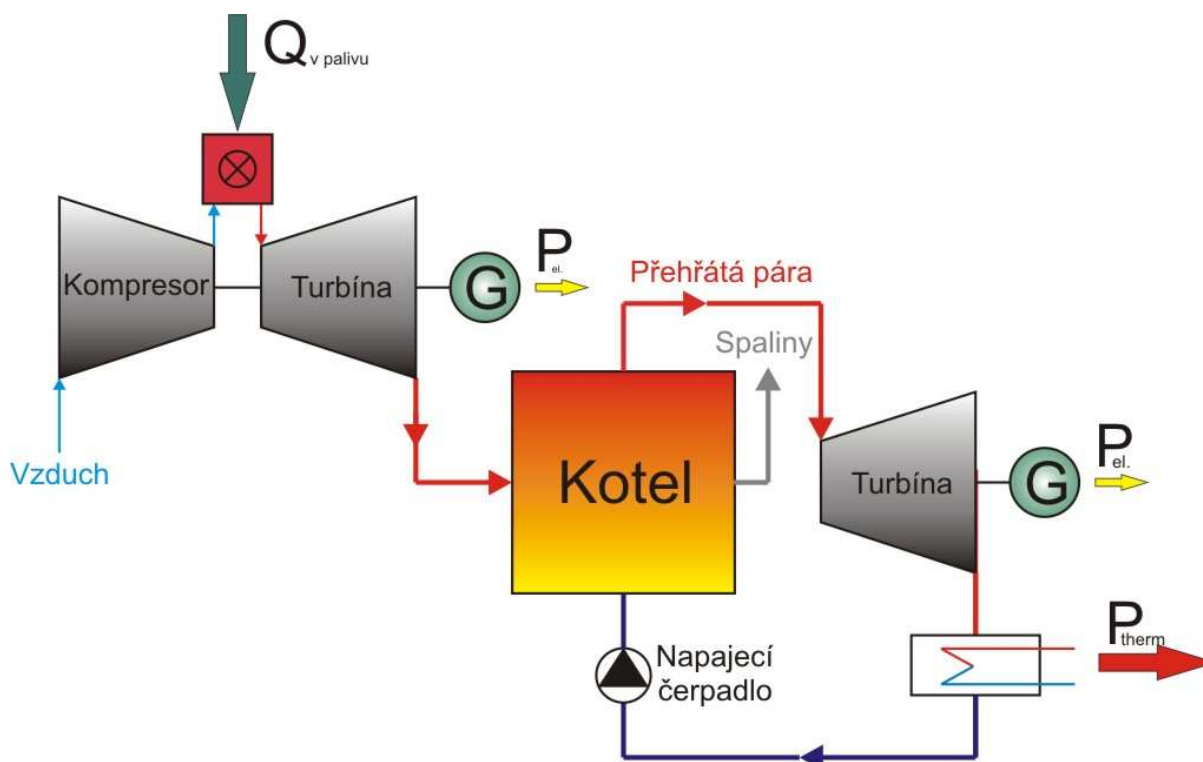 Q v palivu
Kompresor
Turbína
G
P el.
Vzduch
Přehřátá pára
Spaliny
Kotel
Turbína
G
P el.
Napajecí
čerpadlo
P therm